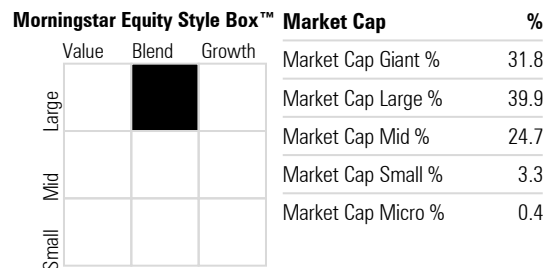 Morningstar Equity Style Box™
Value Blend Growth
Large
Mid
Small
Market Cap %
Market Cap Giant % 31.8
Market Cap Large % 39.9
Market Cap Mid % 24.7
Market Cap Small % 3.3
Market Cap Micro % 0.4